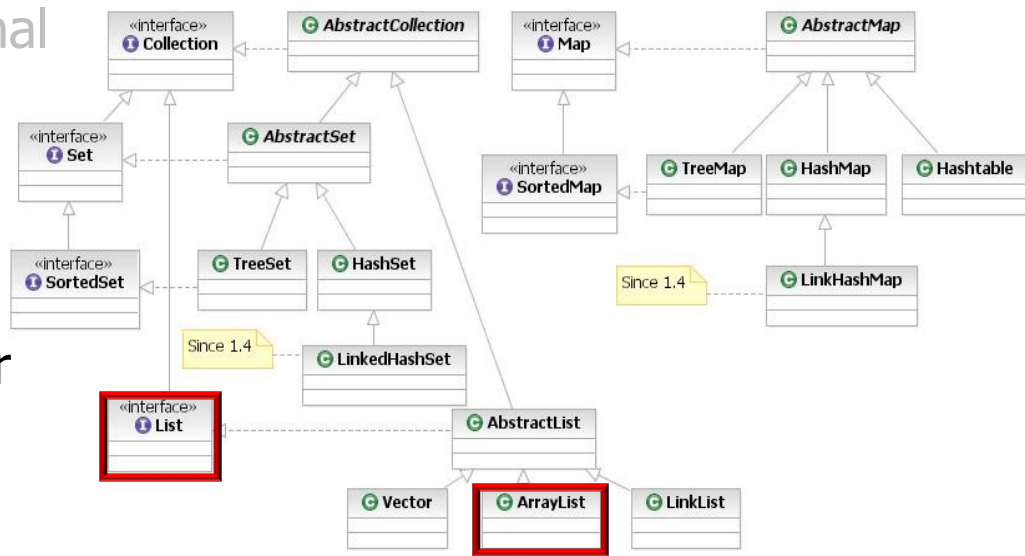 nal
«interface»
I Collection
C AbstractCollection
«interface»
I Map
C AbstractMap
«interface»
I Set
C AbstractSet
«interface»
I SortedMap
C TreeMap
C HashMap
C Hashtable
«interface»
I SortedSet
C TreeSet
C HashSet
Since 1.4
C LinkHashMap
Since 1.4
C LinkedHashSet
r
«interface»
I List
C AbstractList
C Vector
C ArrayList
C LinkList